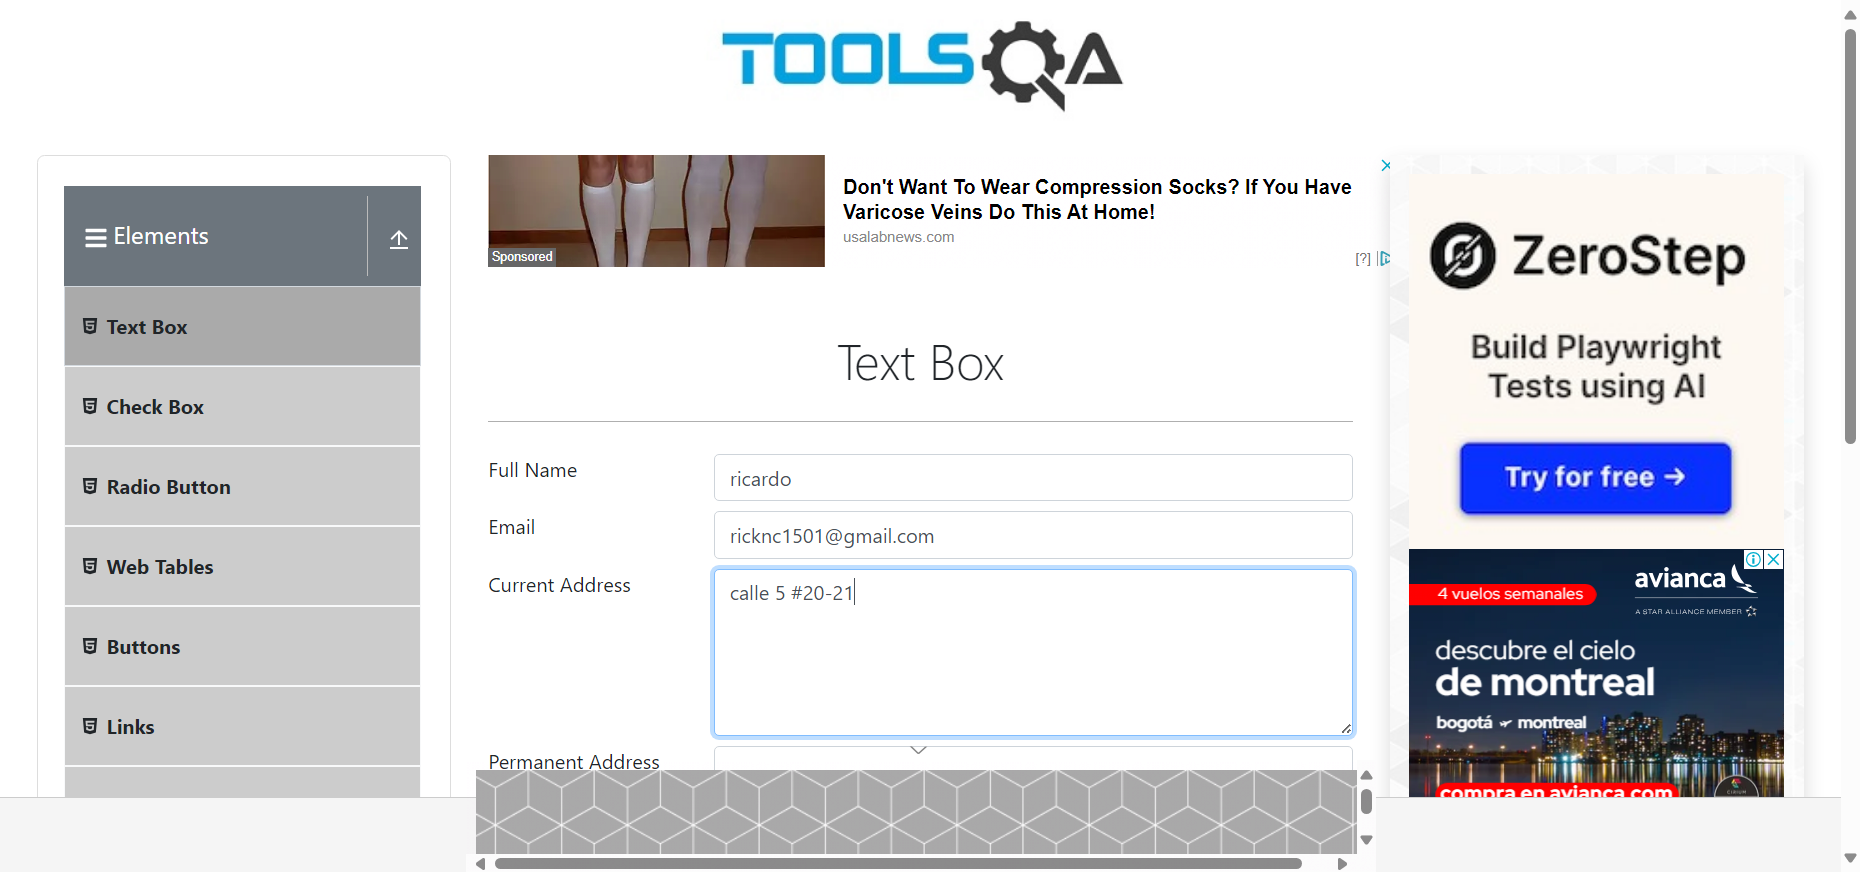 TOOLSQA
Elements
Text Box
Check Box
Radio Button
Web Tables
Buttons
Links
Sponsored
Don't Want To Wear Compression Socks? If You Have
Varicose Veins Do This At Home!
usalabnews.com
[?]
Text Box
Full Name
ricardo
Email
ricknc1501@gmail.com
Current Address
calle 5 #20-21
Permanent Address
ZeroStep
Build Playwright
Tests using AI
Try for free →
4 vuelos semanales
avianca
A STAR ALLIANCE MEMBER
descubre el cielo
de montreal
bogotá montreal
compra en avianca.com